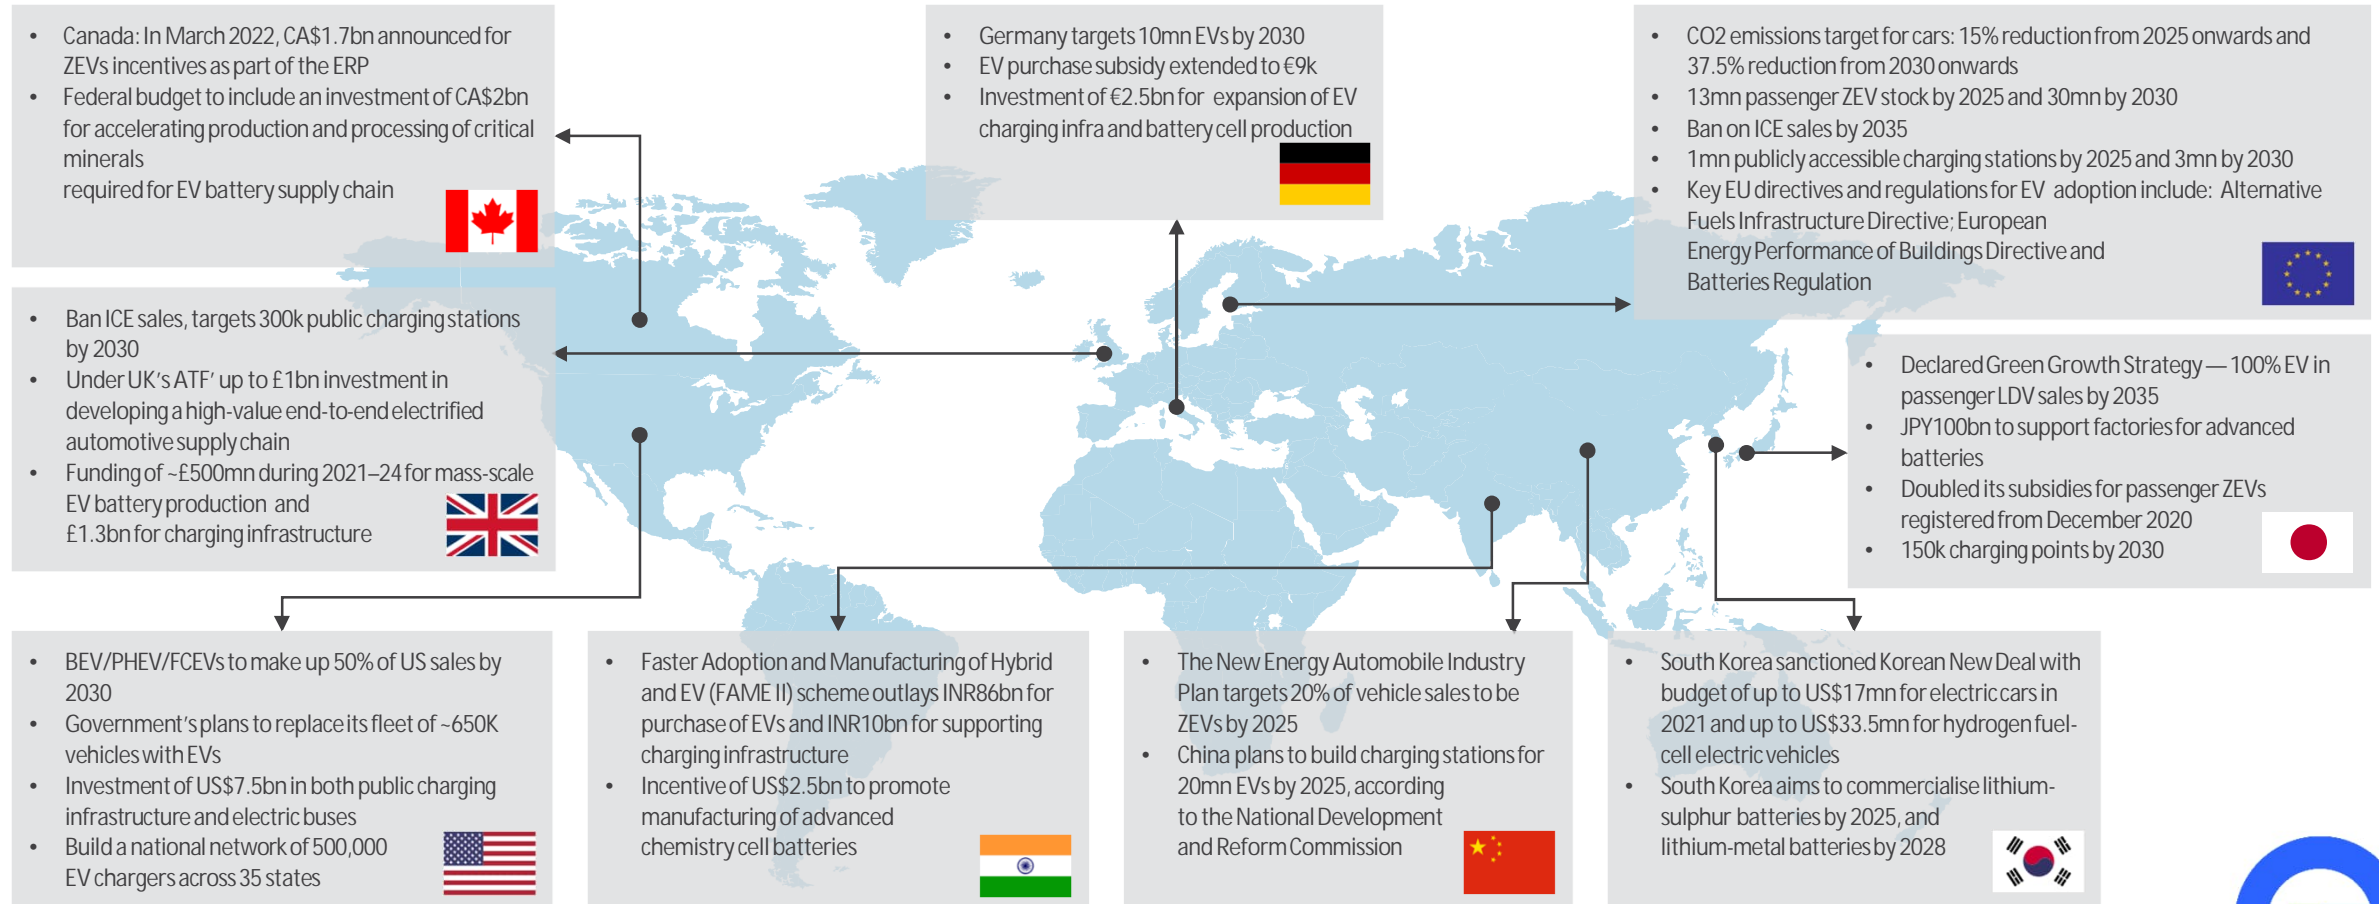 • Canada: In March 2022, CA$1.7bn announced for
ZEVs incentives as part of the ERP
• Federal budget to include an investment of CA$2bn
for accelerating production and processing of critical
minerals
required for EV battery supply chain
• Germany targets 10mn EVs by 2030
• EV purchase subsidy extended to €9k
• Investment of €2.5bn for expansion of EV
charging infra and battery cell production
• CO2 emissions target for cars: 15% reduction from 2025 onwards and
37.5% reduction from 2030 onwards
• 13mn passenger ZEV stock by 2025 and 30mn by 2030
• Ban on ICE sales by 2035
• 1mn publicly accessible charging stations by 2025 and 3mn by 2030
• Key EU directives and regulations for EV adoption include: Alternative
Fuels Infrastructure Directive; European
Energy Performance of Buildings Directive and
Batteries Regulation
• Ban ICE sales, targets 300k public charging stations
by 2030
• Under UK's ATF' up to £1bn investment in
developing a high-value end-to-end electrified
automotive supply chain
• Funding of ~£500mn during 2021–24 for mass-scale
EV battery production and
£1.3bn for charging infrastructure
• Declared Green Growth Strategy — 100% EV in
passenger LDV sales by 2035
• JPY100bn to support factories for advanced
batteries
• Doubled its subsidies for passenger ZEVs
registered from December 2020
• 150k charging points by 2030
• BEV/PHEV/FCEVs to make up 50% of US sales by
2030
• Government's plans to replace its fleet of ~650K
vehicles with EVs
• Investment of US$7.5bn in both public charging
infrastructure and electric buses
• Build a national network of 500,000
EV chargers across 35 states
• Faster Adoption and Manufacturing of Hybrid
and EV (FAME II) scheme outlays INR86bn for
purchase of EVs and INR10bn for supporting
charging infrastructure
• Incentive of US$2.5bn to promote
manufacturing of advanced
chemistry cell batteries
• The New Energy Automobile Industry
Plan targets 20% of vehicle sales to be
ZEVs by 2025
• China plans to build charging stations for
20mn EVs by 2025, according
to the National Development
and Reform Commission
• South Korea sanctioned Korean New Deal with
budget of up to US$17mn for electric cars in
2021 and up to US$33.5mn for hydrogen fuel-
cell electric vehicles
• South Korea aims to commercialise lithium-
sulphur batteries by 2025, and
lithium-metal batteries by 2028